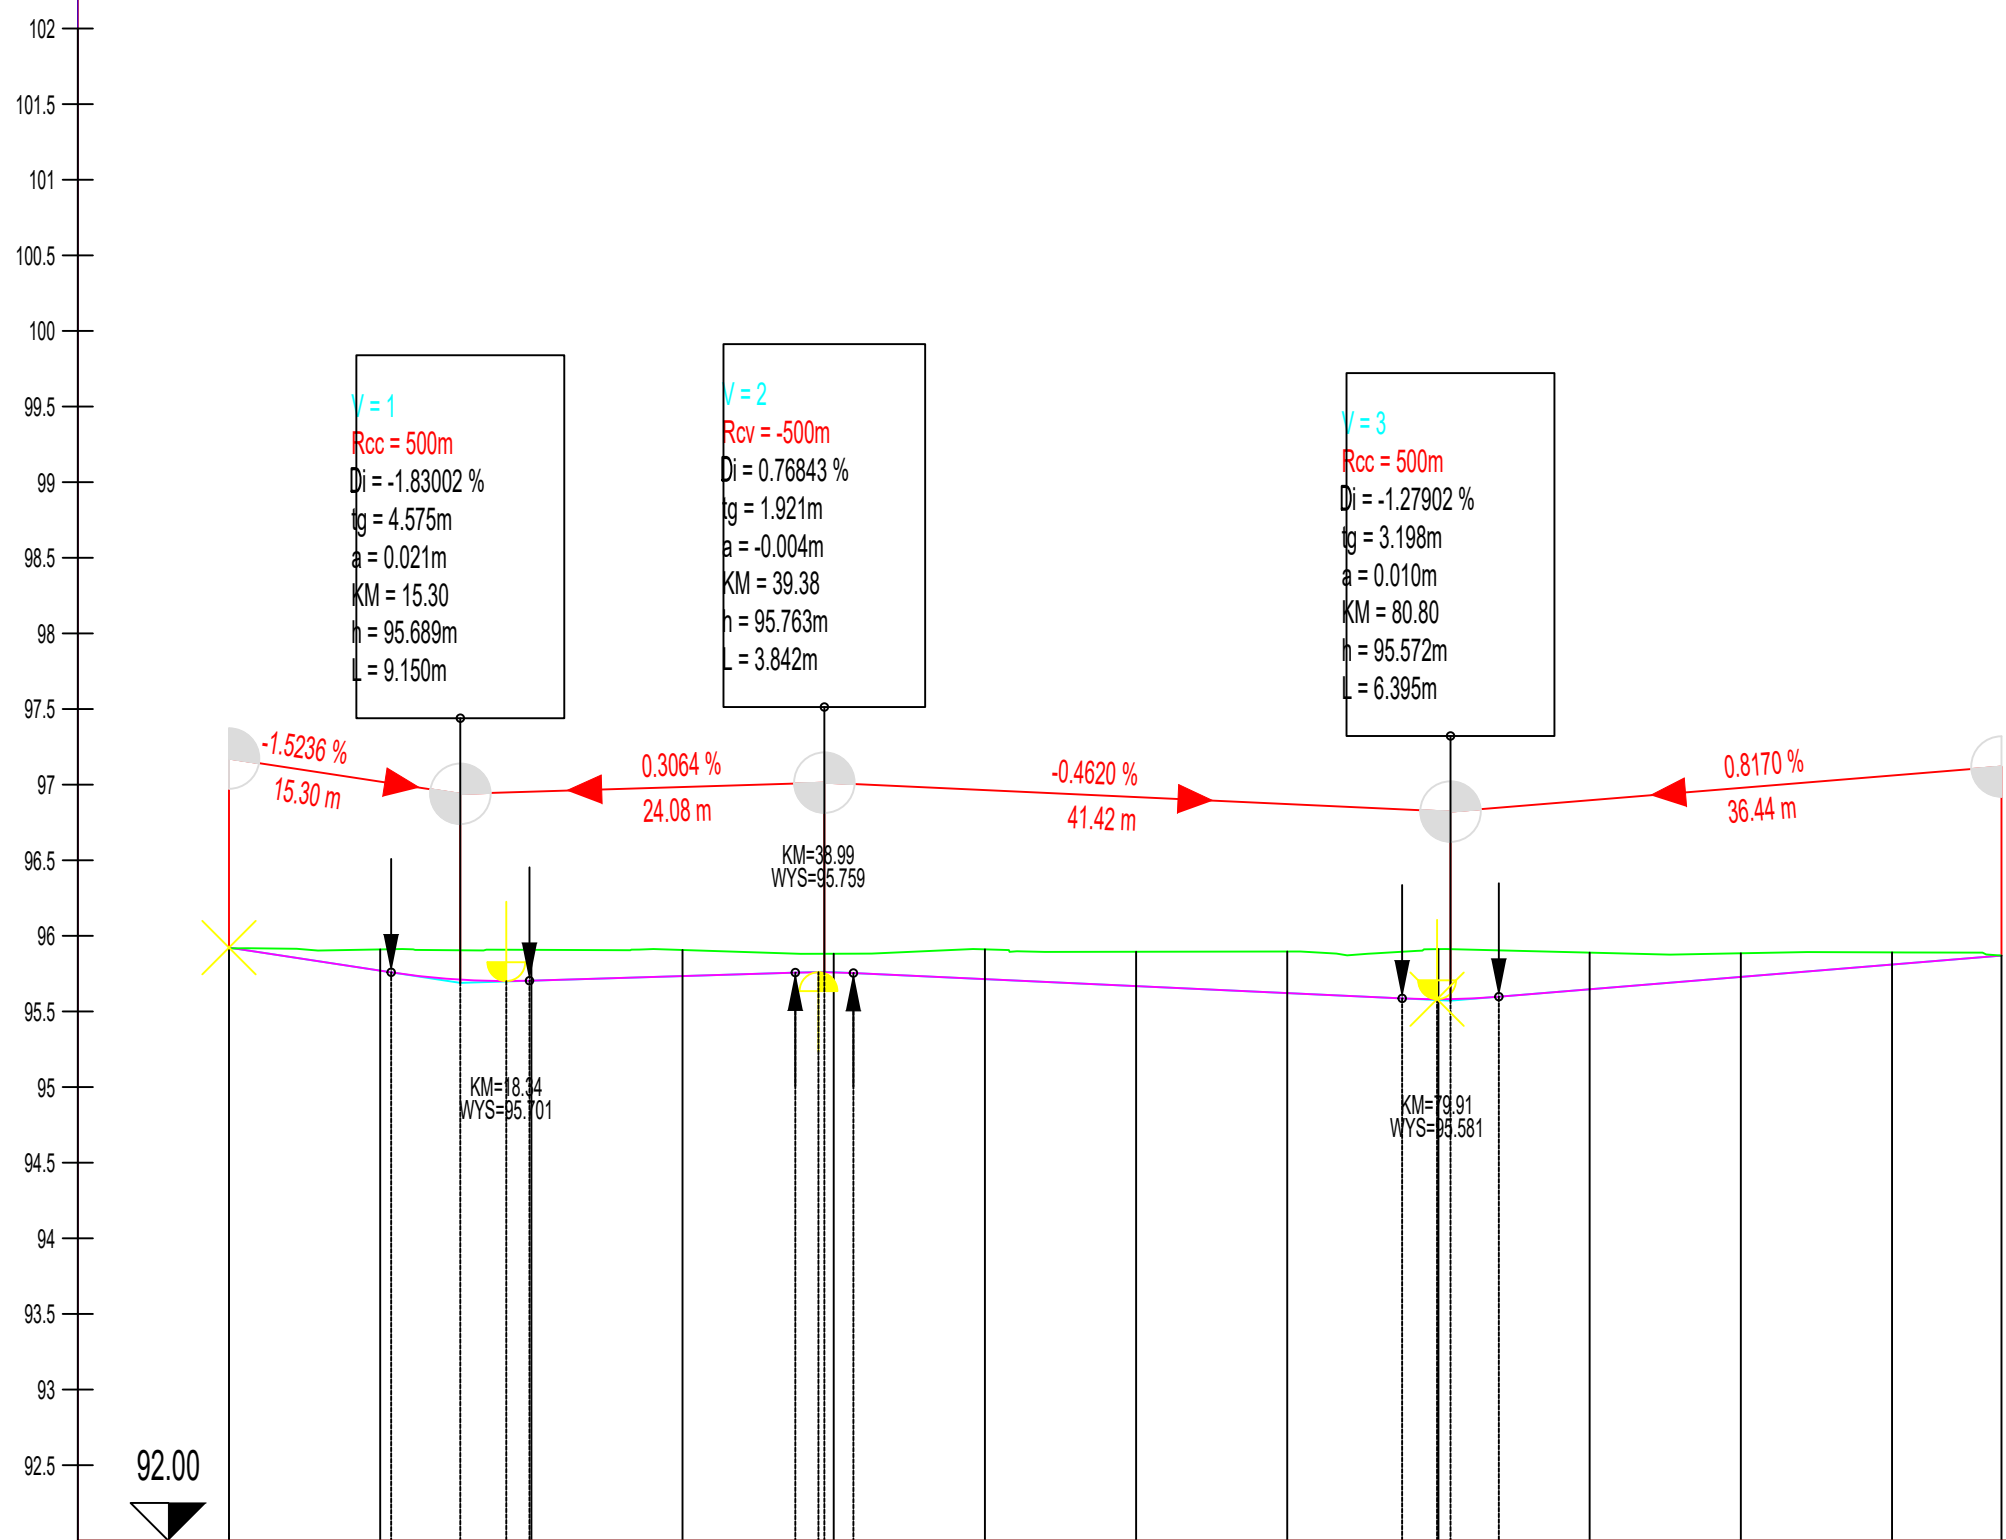 102
101.5
101
100.5
100
99.5
99
98.5
98
97.5
97
96.5
96
95.5
95
94.5
94
93.5
93
92.5
92.00
V = 1
Rcc = 500m
Di = -1.83002 %
tg = 4.575m
a = 0.021m
KM = 15.30
h = 95.689m
L = 9.150m
V = 2
Rcv = -500m
Di = 0.76843 %
tg = 1.921m
a = -0.004m
KM = 39.38
h = 95.763m
L = 3.842m
V = 3
Rcc = 500m
Di = -1.27902 %
tg = 3.198m
a = 0.010m
KM = 80.80
h = 95.572m
L = 6.395m
-1.5236 %
15.30 m
0.3064 %
24.08 m
-0.4620 %
41.42 m
0.8170 %
36.44 m
KM=38.99
WYS=95.759
KM=18.34
WYS=95.701
KM=79.91
WYS=95.581